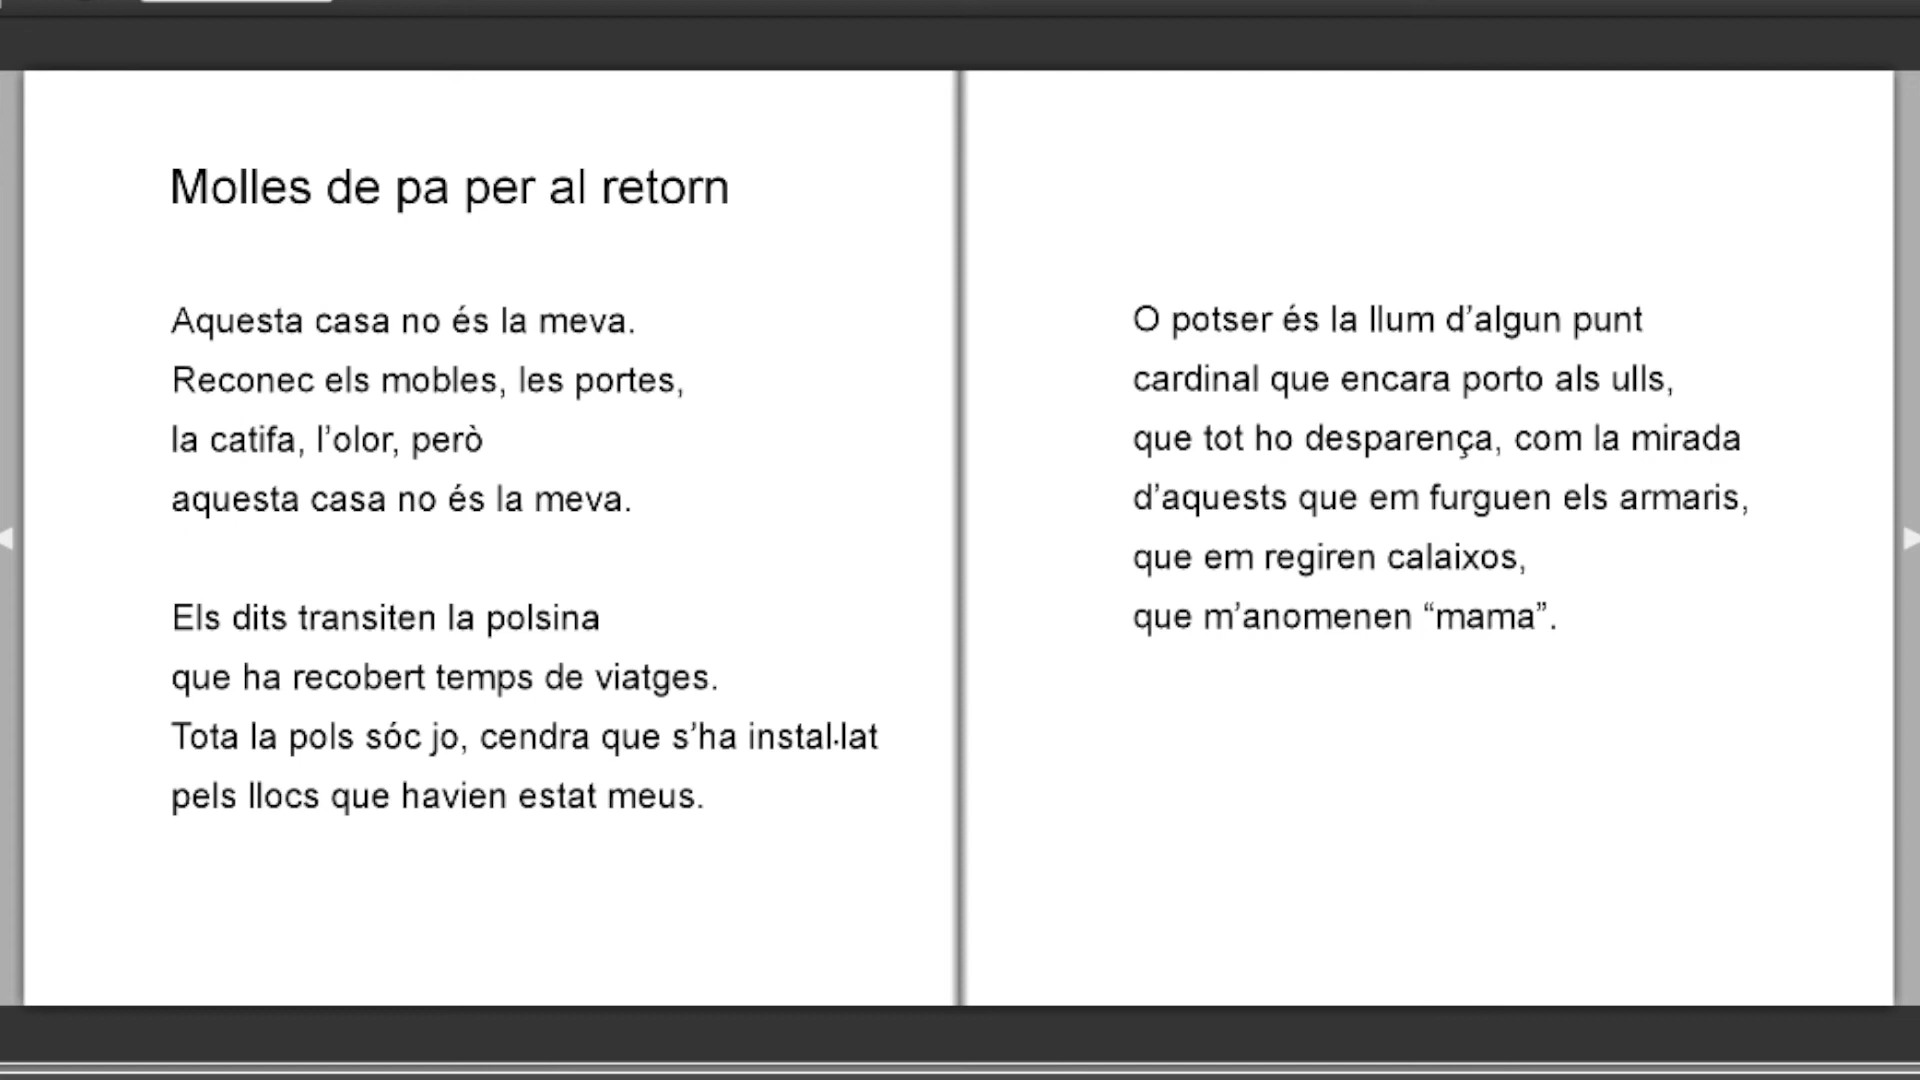 Molles de pa per al retorn
Aquesta casa no és la meva.
Reconec els mobles, les portes,
la catifa, l’olor, però
aquesta casa no és la meva.
Els dits transiten la polsina
que ha recobert temps de viatges.
Tota la pols sóc jo, cendra que s’ha instal·lat
pels llocs que havien estat meus.
O potser és la llum d’algun punt
cardinal que encara porto als ulls,
que tot ho desparença, com la mirada
d’aquests que em furguen els armaris,
que em regiren calaixos,
que m’anomenen “mama”.